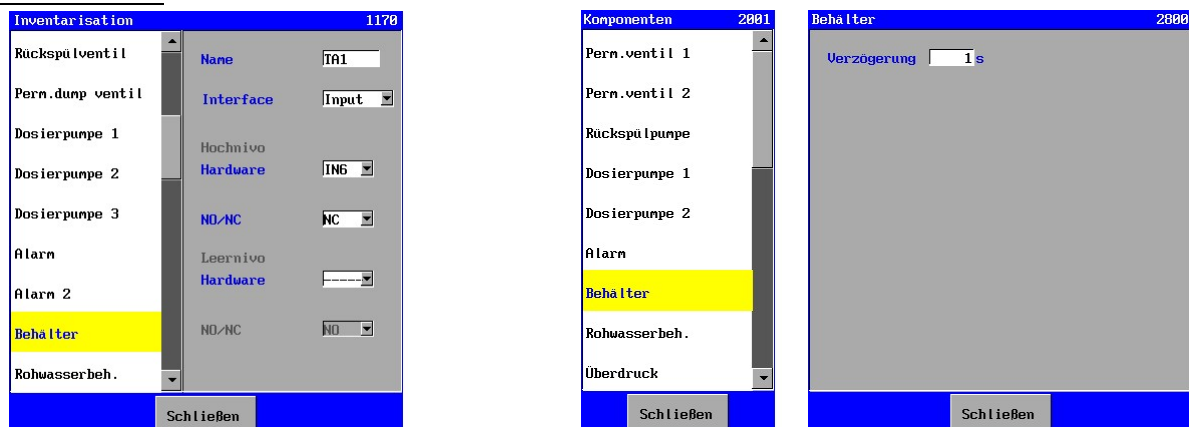 Inventarisation 1170
Rückspülventil
Perm.dump ventil
Dosierpumpe 1
Dosierpumpe 2
Dosierpumpe 3
Alarm
Alarm 2
Behälter
Rohwasserbeh.
Name TA1
Interface Input
Hochnivo
Hardware IN6
NO/NC NC
Leernivo
Hardware -----
NO/NC NO
Schließen
Komponenten 2001
Perm.ventil 1
Perm.ventil 2
Rückspülpumpe
Dosierpumpe 1
Dosierpumpe 2
Alarm
Behälter
Rohwasserbeh.
Überdruck
Schließen
Behälter 2800
Verzögerung 1 s
Schließen